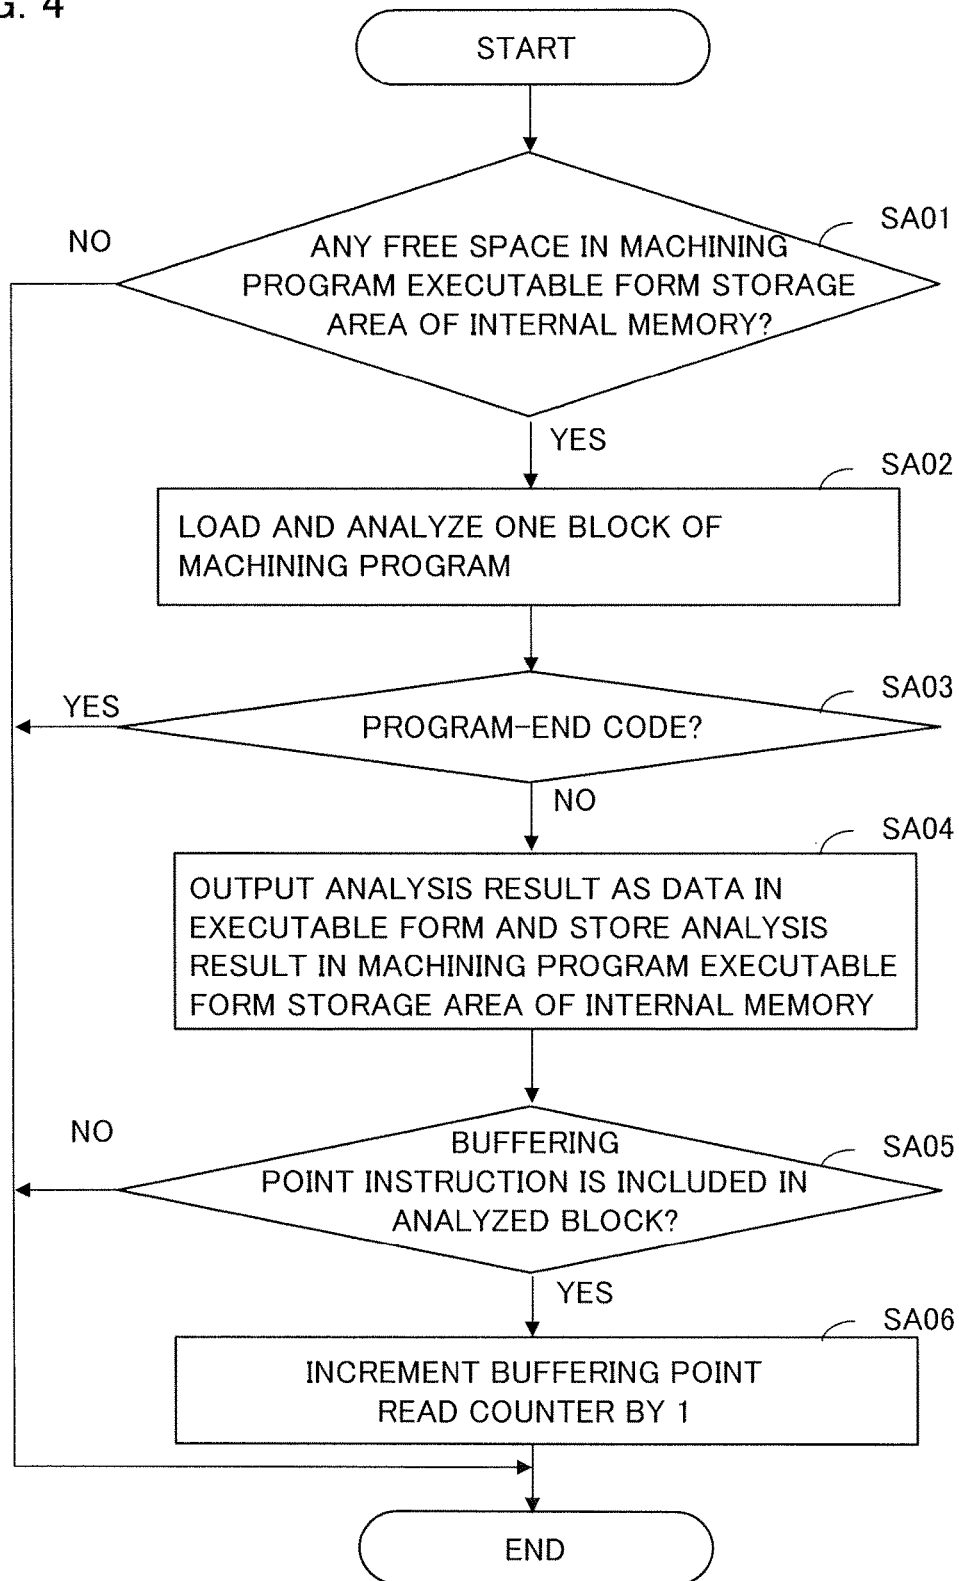 G. 4
START
NO
SA01
ANY FREE SPACE IN MACHINING
PROGRAM EXECUTABLE FORM STORAGE
AREA OF INTERNAL MEMORY?
YES
SA02
LOAD AND ANALYZE ONE BLOCK OF
MACHINING PROGRAM
YES
SA03
PROGRAM-END CODE?
NO
SA04
OUTPUT ANALYSIS RESULT AS DATA IN
EXECUTABLE FORM AND STORE ANALYSIS
RESULT IN MACHINING PROGRAM EXECUTABLE
FORM STORAGE AREA OF INTERNAL MEMORY
NO
SA05
BUFFERING
POINT INSTRUCTION IS INCLUDED IN
ANALYZED BLOCK?
YES
SA06
INCREMENT BUFFERING POINT
READ COUNTER BY 1
END